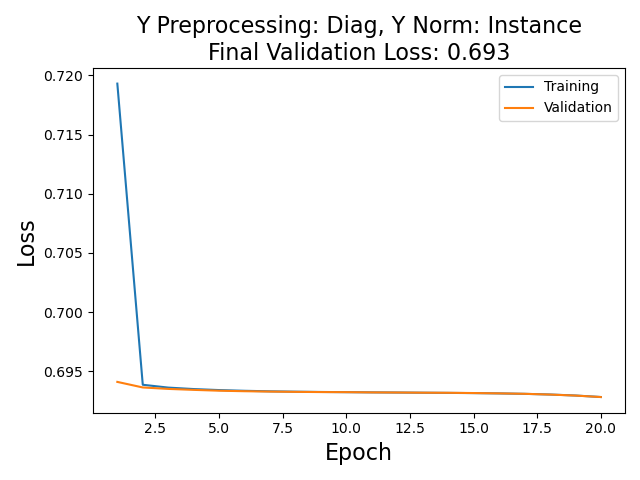 Y Preprocessing: Diag, Y Norm: Instance
Final Validation Loss: 0.693
0.720
0.715
0.710
0.705
0.700
0.695
Loss
Training
Validation
2.5 5.0 7.5 10.0 12.5 15.0 17.5 20.0
Epoch